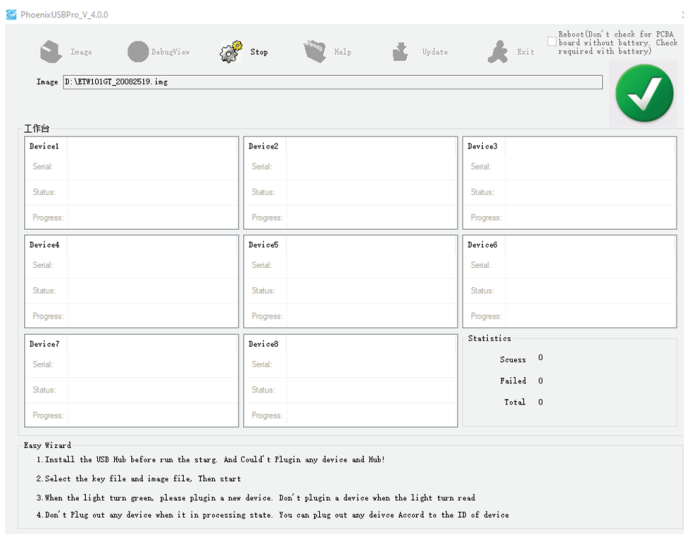 PhoenixUSBPro_V_4.0.0
Image
DebugView
Stop
Help
Update
Exit
Reboot(Don't check for PCBA
board without battery, Check
required with battery)
Image D:\ETW101GT_20082519.img
工作台
Device1
Serial:
Status:
Progress:
Device2
Serial:
Status:
Progress:
Device3
Serial:
Status:
Progress:
Device4
Serial:
Status:
Progress:
Device5
Serial:
Status:
Progress:
Device6
Serial:
Status:
Progress:
Device7
Serial:
Status:
Progress:
Device8
Serial:
Status:
Progress:
Statistics
Scuess 0
Failed 0
Total 0
Easy Wizard
1.Install the USB Hub before run the starg. And Could't Plugin any device and Hub!
2.Select the key file and image file, Then start
3.When the light turn green, please plugin a new device. Don't plugin a device when the light turn read
4.Don't Plug out any device when it in processing state. You can plug out any deivce Accord to the ID of device